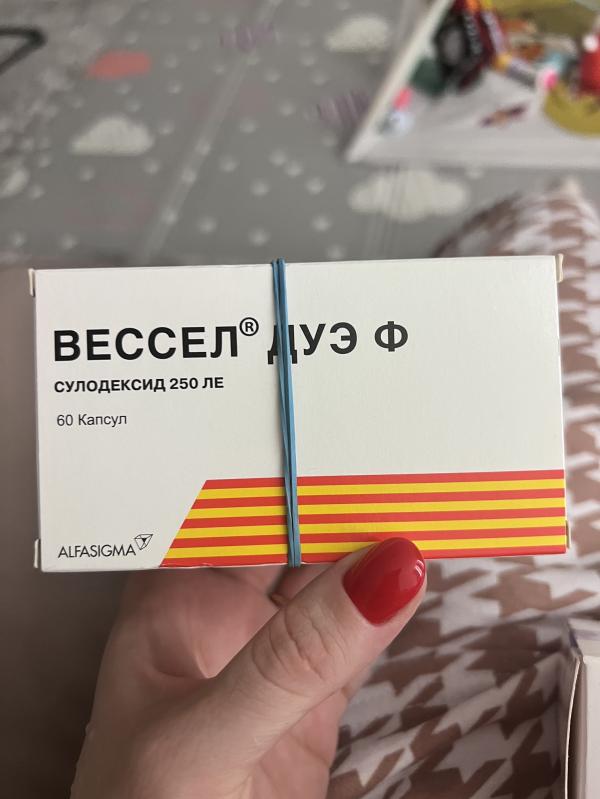 ВЕССЕЛ® ДУЭ Ф
СУЛОДЕКСИД 250 ЛЕ
60 Капсул
ALFASIGMA